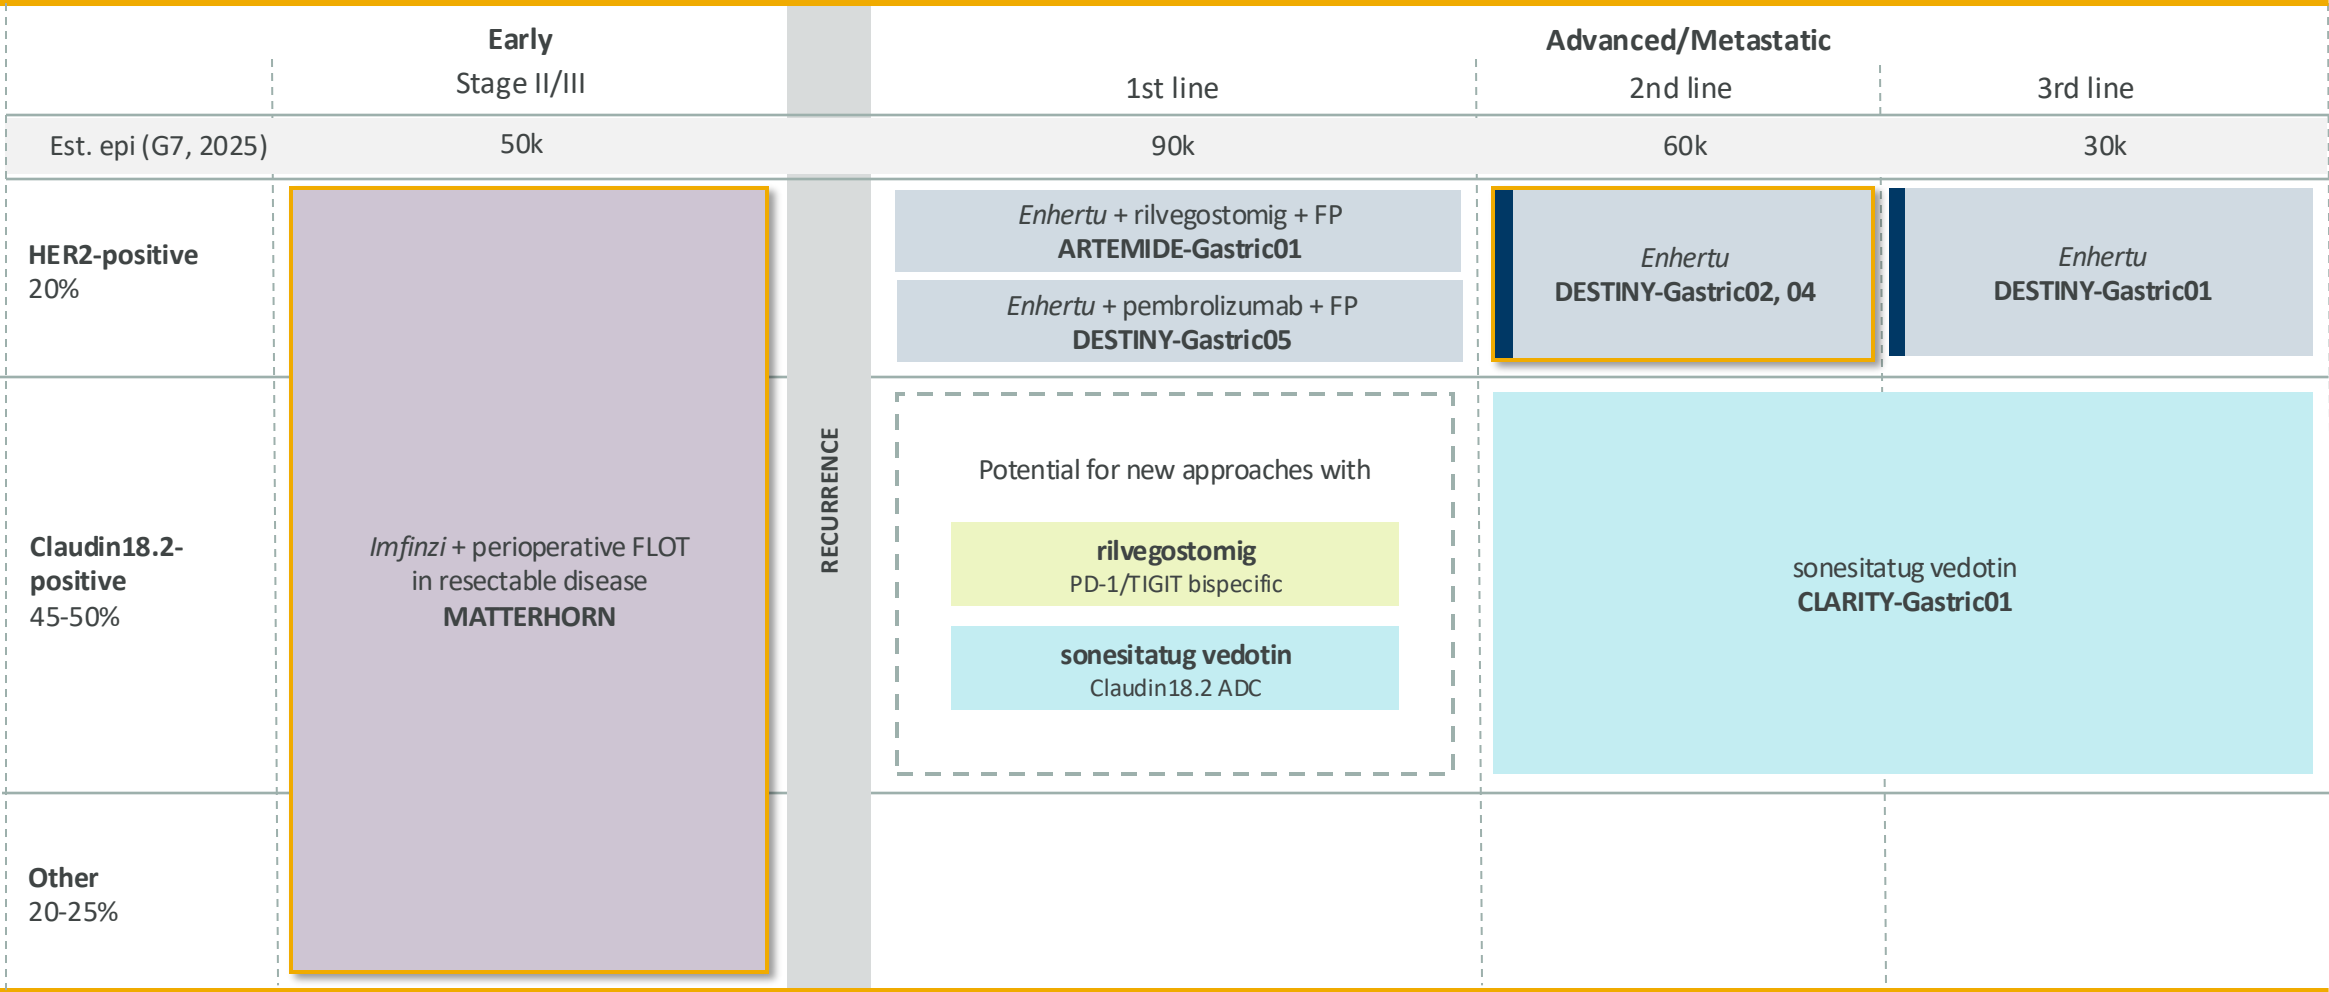 Early
Stage II/III
Advanced/Metastatic
1st line
2nd line
3rd line
Est. epi (G7, 2025)
50k
90k
60k
30k
HER2-positive
20%
Enhertu + rilvegostomig + FP
ARTEMIDE-Gastric01
Enhertu + pembrolizumab + FP
DESTINY-Gastric05
Enhertu
DESTINY-Gastric02, 04
Enhertu
DESTINY-Gastric01
Claudin18.2-
positive
45-50%
Imfinzi + perioperative FLOT
in resectable disease
MATTERHORN
RECURRENCE
Potential for new approaches with
rilvegostomig
PD-1/TIGIT bispecific
sonesitatug vedotin
Claudin18.2 ADC
sonesitatug vedotin
CLARITY-Gastric01
Other
20-25%